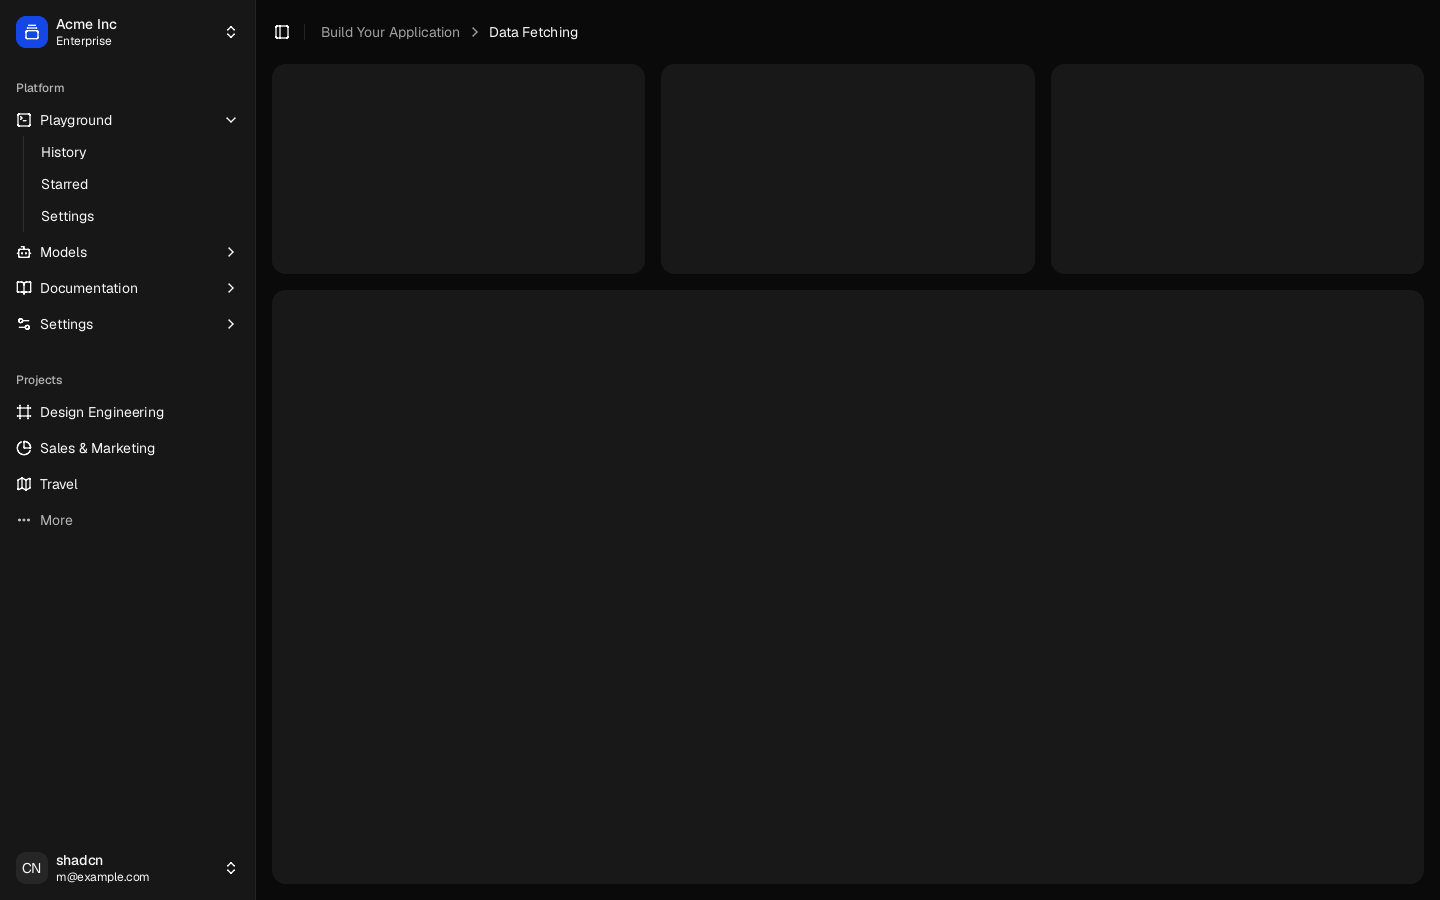 Acme Inc
Enterprise
Platform
Playground
History
Starred
Settings
Models
Documentation
Settings
Projects
Design Engineering
Sales & Marketing
Travel
More
CN
shadcn
m@example.com
Build Your Application
Data Fetching